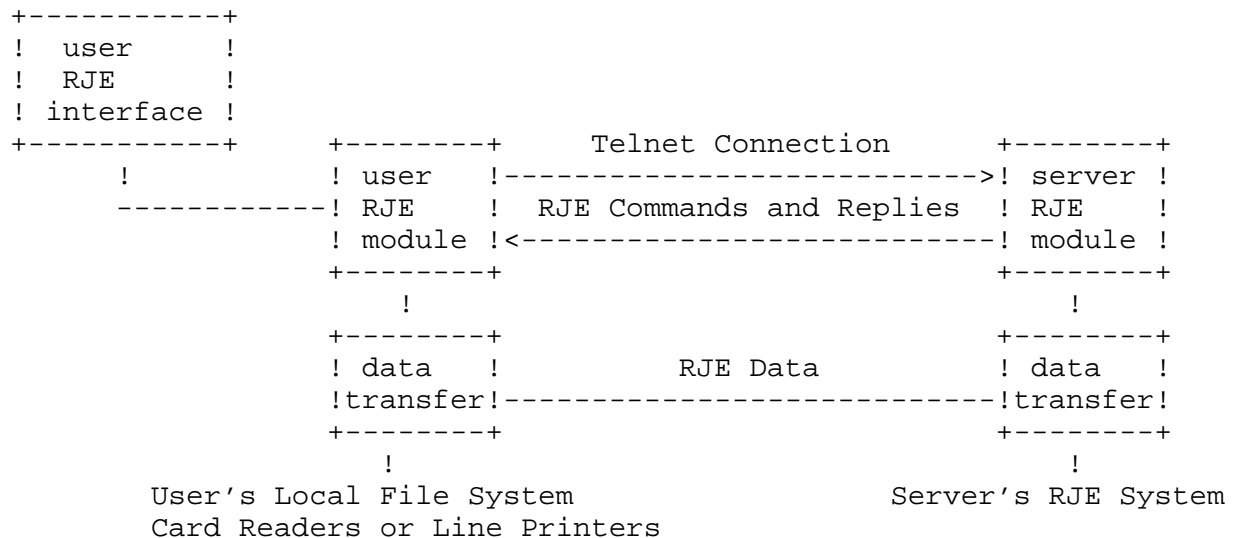 +-----------+
!  user     !
!  RJE      !
! interface !
+-----------+     +--------+     Telnet Connection      +--------+
      !           ! user   !--------------------------->! server !
      ------------! RJE    !  RJE Commands and Replies  ! RJE    !
                  ! module !<---------------------------! module !
                  +--------+                            +--------+
                      !                                     !
                  +--------+                            +--------+
                  ! data   !          RJE Data          ! data   !
                  !transfer!----------------------------!transfer!
                  +--------+                            +--------+
                     !                                      !
        User's Local File System                  Server's RJE System
        Card Readers or Line Printers